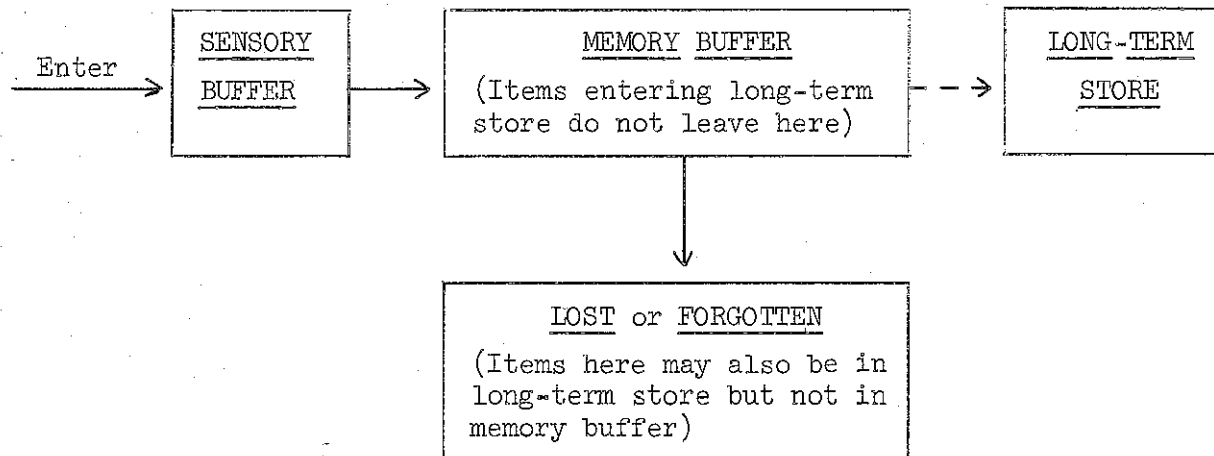 Enter
SENSORY
BUFFER
MEMORY BUFFER
(Items entering long-term
store do not leave here)
LONG-TERM
STORE
LOST or FORGOTTEN
(Items here may also be in
long-term store but not in
memory buffer)